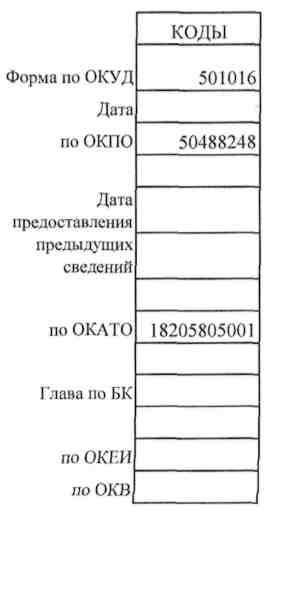 КОДЫ
Форма по ОКУД 501016
Дата
по ОКПО 50488248
Дата
предоставления
предыдущих
сведений
по ОКАТО 18205805001
Глава по БК
по ОКЕИ
по ОКВ